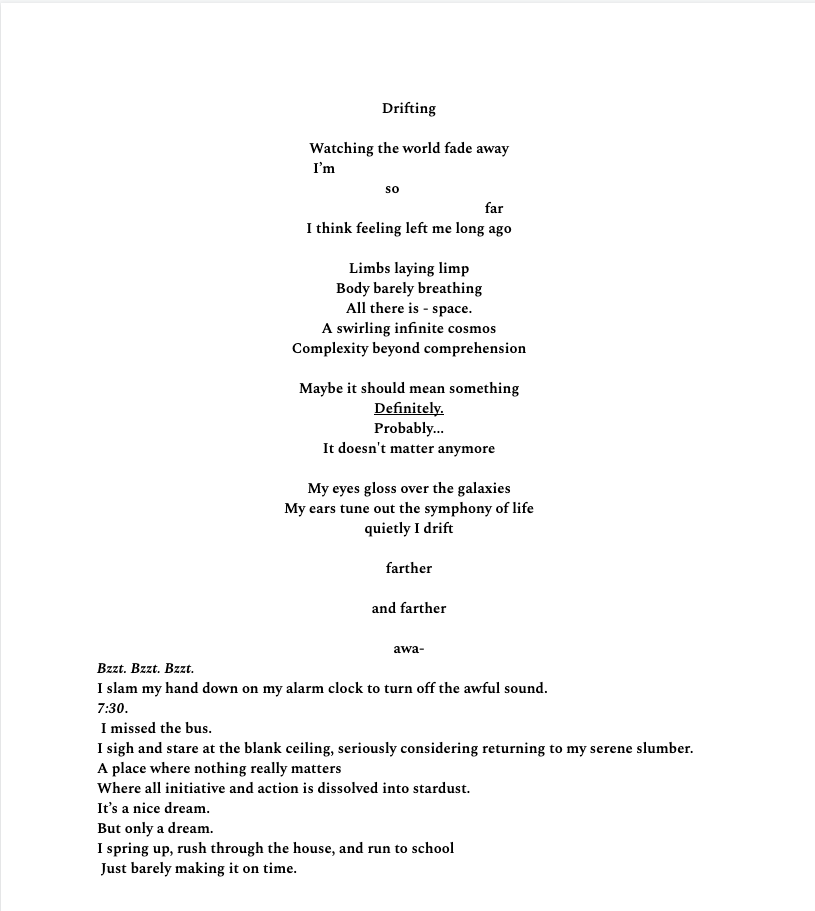 Drifting
Watching the world fade away
I'm
so
far
I think feeling left me long ago
Limbs laying limp
Body barely breathing
All there is - space.
A swirling infinite cosmos
Complexity beyond comprehension
Maybe it should mean something
Definitely.
Probably...
It doesn't matter anymore
My eyes gloss over the galaxies
My ears tune out the symphony of life
quietly I drift
farther
and farther
awa-
Bzzt. Bzzt. Bzzt.
I slam my hand down on my alarm clock to turn off the awful sound.
7:30.
I missed the bus.
I sigh and stare at the blank ceiling, seriously considering returning to my serene slumber.
A place where nothing really matters
Where all initiative and action is dissolved into stardust.
It's a nice dream.
But only a dream.
I spring up, rush through the house, and run to school
Just barely making it on time.